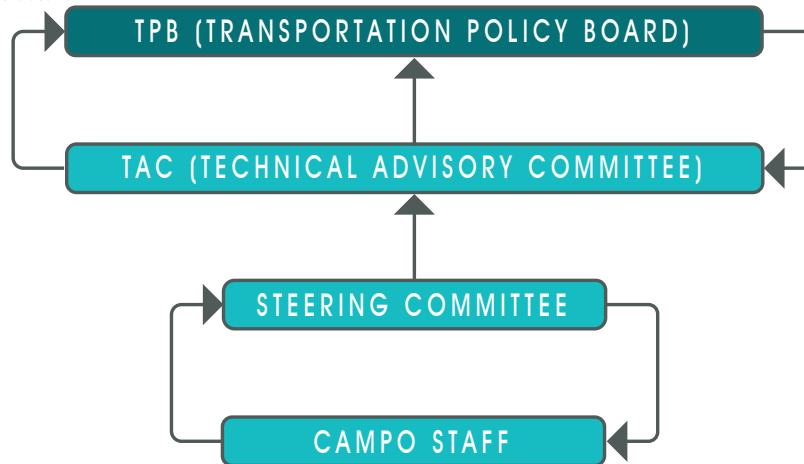 TPB (TRANSPORTATION POLICY BOARD)
TAC (TECHNICAL ADVISORY COMMITTEE)
STEERING COMMITTEE
CAMPO STAFF